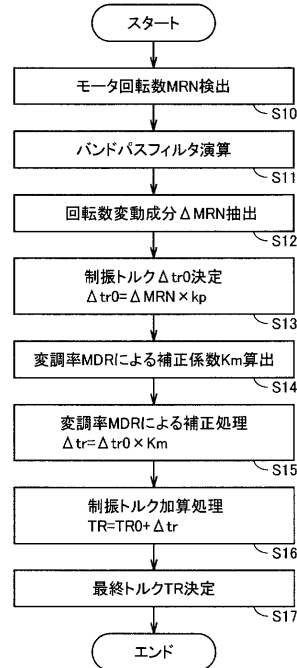 スタート
モータ回転数MRN検出
S10
バンドパスフィルタ演算
S11
回転数変動成分ΔMRN抽出
S12
制振トルクΔtr0決定
Δtr0=ΔMRN×kp
S13
変調率MDRによる補正係数Km算出
S14
変調率MDRによる補正処理
Δtr=Δtr0×Km
S15
制振トルク加算処理
TR=TR0+Δtr
S16
最終トルクTR決定
S17
エンド